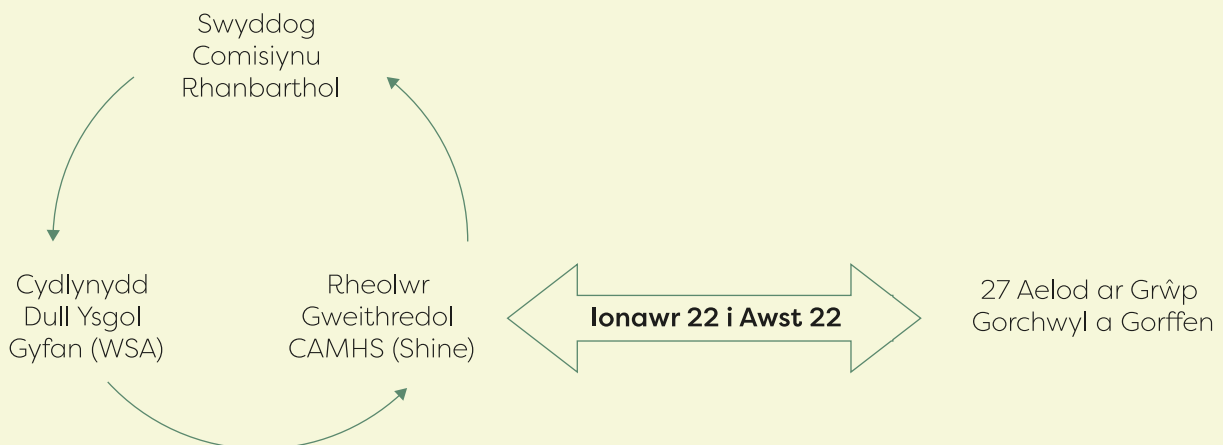 Swyddog
Comisiynu
Rhanbarthol
Cydlynydd
Dull Ysgol
Gyfan (WSA)
Rheolwr
Gweithredol
CAMHS (Shine)
Ionawr 22 i Awst 22
27 Aelod ar Grŵp
Gorchwyl a Gorffen